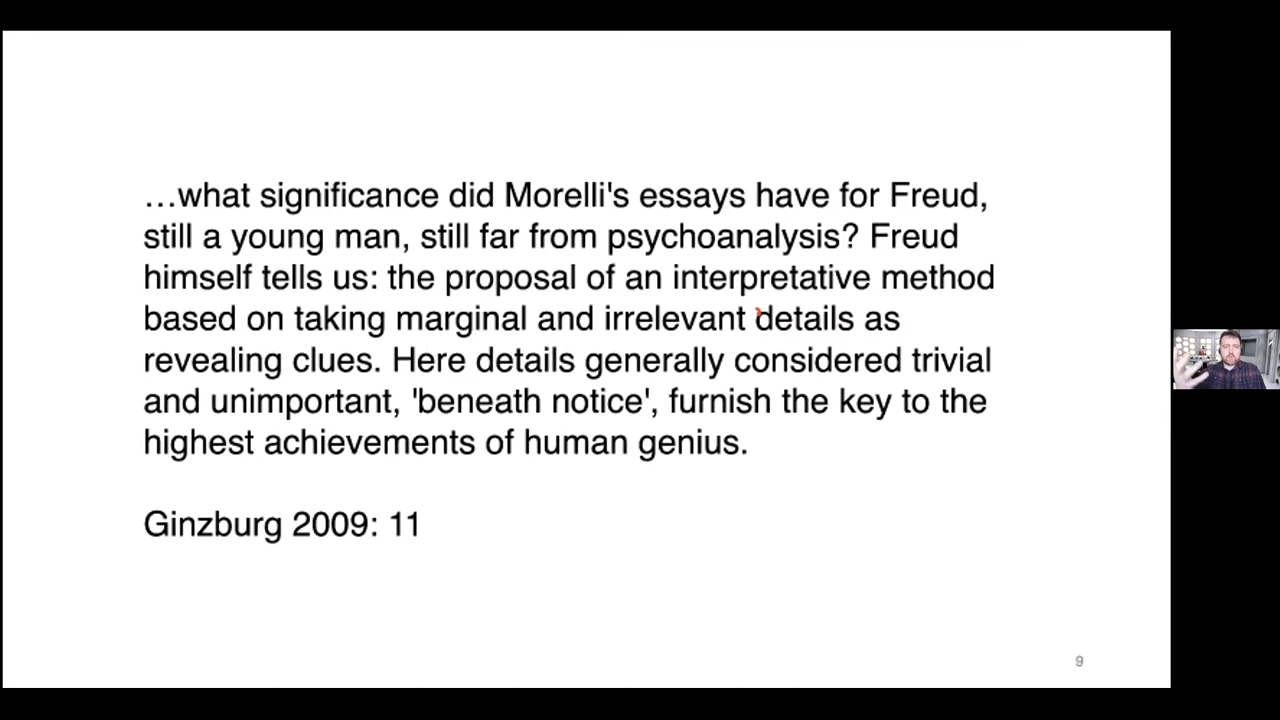 …what significance did Morelli's essays have for Freud,
still a young man, still far from psychoanalysis? Freud
himself tells us: the proposal of an interpretative method
based on taking marginal and irrelevant details as
revealing clues. Here details generally considered trivial
and unimportant, 'beneath notice', furnish the key to the
highest achievements of human genius.
Ginzburg 2009: 11
9